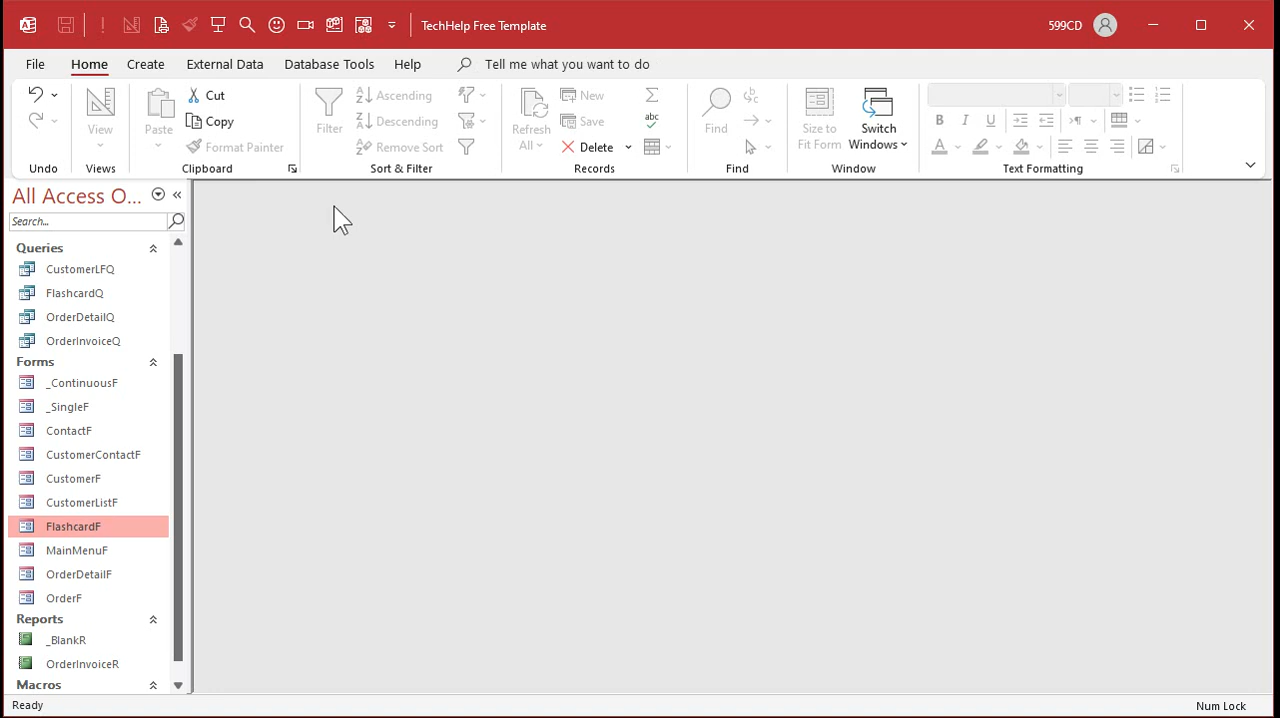 TechHelp Free Template
599CD
File Home Create External Data Database Tools Help Tell me what you want to do
View
Paste
Cut
Copy
Format Painter
Filter
Ascending
Descending
Remove Sort
Refresh
All
New
Save
Delete
abc
Find
Size to
Fit Form
Switch
Windows
B I U
A
Undo Views Clipboard Sort & Filter Records Find Window Text Formatting
All Access O...
Search...
Queries
CustomerLFQ
FlashcardQ
OrderDetailQ
OrderInvoiceQ
Forms
_ContinuousF
_SingleF
ContactF
CustomerContactF
CustomerF
CustomerListF
FlashcardF
MainMenuF
OrderDetailF
OrderF
Reports
_BlankR
OrderInvoiceR
Macros
Ready
Num Lock